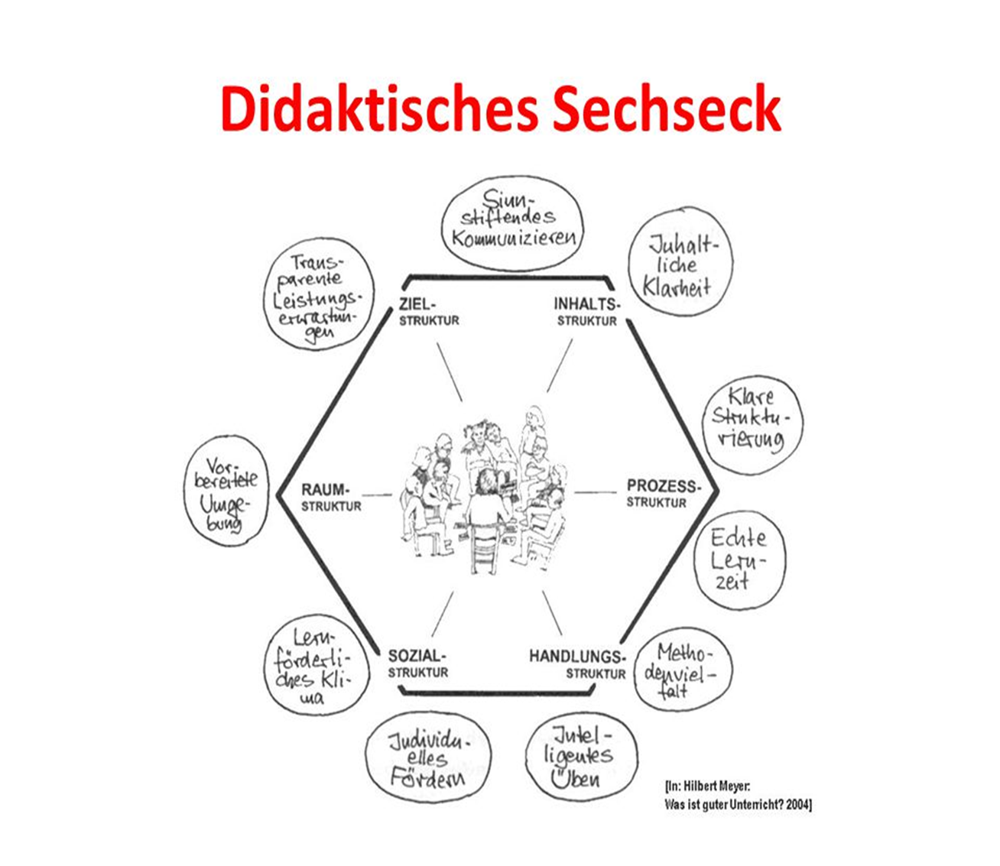 Didaktisches Sechseck
Sinn-
stiftendes
Kommunizieren
Inhalt-
liche
Klarheit
Trans-
parente
Leistungs-
erwartun-
gen
ZIEL-
STRUKTUR
INHALTS-
STRUKTUR
Klare
Struktu-
rierung
Vor-
bereitete
Umge-
bung
RAUM-
STRUKTUR
PROZESS-
STRUKTUR
Echte
Lern-
zeit
Lern-
förderli-
ches Kli-
ma
SOZIAL-
STRUKTUR
HANDLUNGS-
STRUKTUR
Metho-
denviel-
falt
Individu-
elles
Fördern
Intel-
ligentes
Üben
[In: Hilbert Meyer:
Was ist guter Unterricht? 2004]